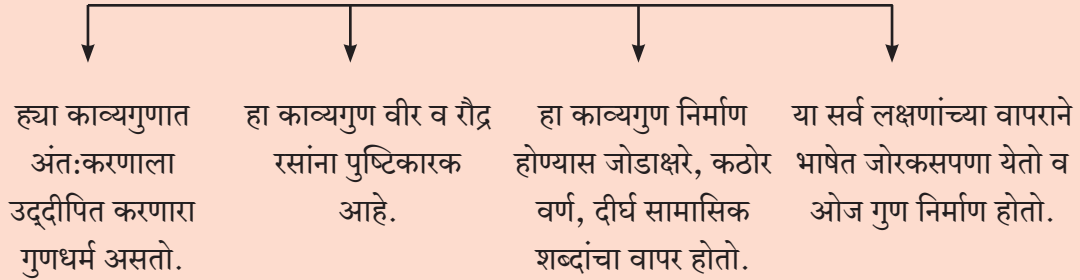 ह्या काव्यगुणात
अंत:करणाला
उद्‌दीपित करणारा
गुणधर्म असतो.
हा काव्यगुण वीर व रौद्र
रसांना पुष्टिकारक
आहे.
हा काव्यगुण निर्माण
होण्यास जोडाक्षरे, कठोर
वर्ण, दीर्घ सामासिक
शब्दांचा वापर होतो.
या सर्व लक्षणांच्या वापराने
भाषेत जोरकसपणा येतो व
ओज गुण निर्माण होतो.